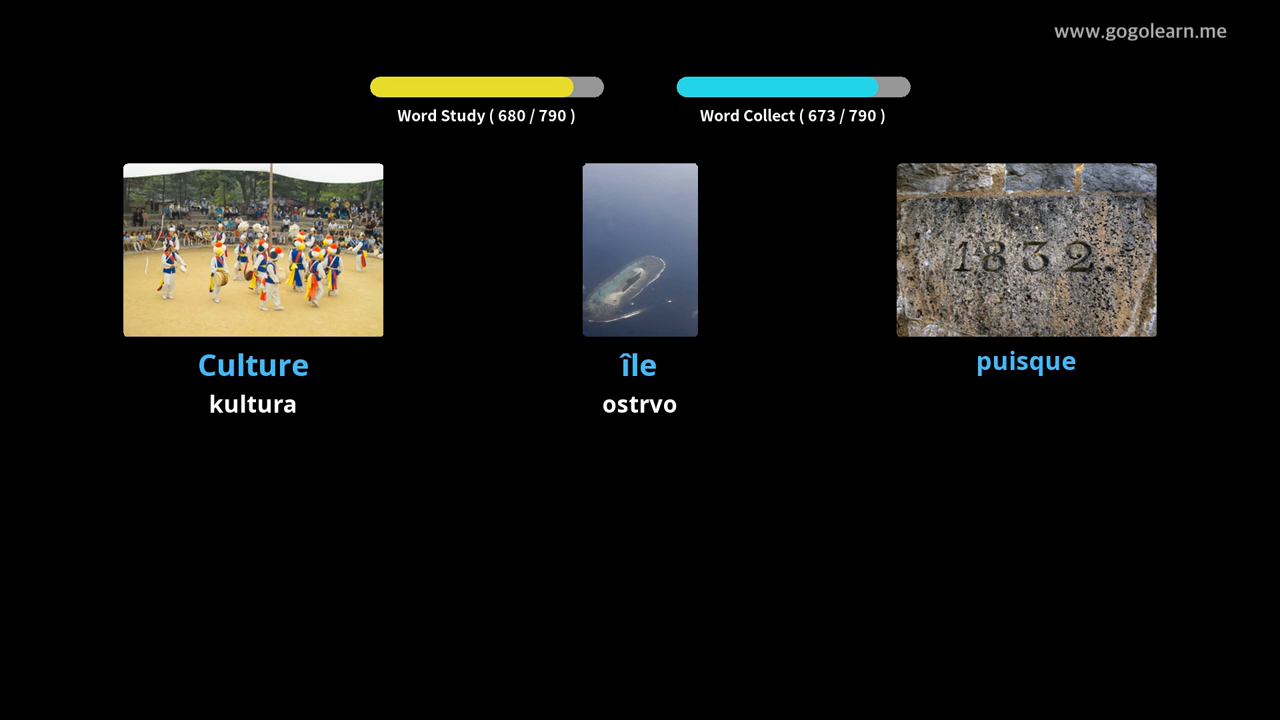 www.gogolearn.me
Word Study ( 680 / 790 )
Word Collect ( 673 / 790 )
1832.
Culture
île
puisque
kultura
ostrvo